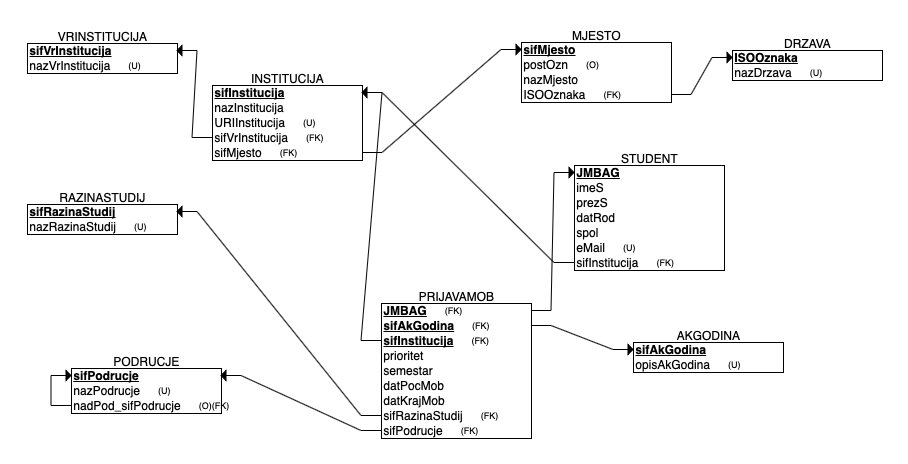 VRINSTITUCIJA
sifVrInstitucija
nazVrInstitucija (U)
INSTITUCIJA
sifInstitucija
nazInstitucija
URIInstitucija (U)
sifVrInstitucija (FK)
sifMjesto (FK)
MJESTO
sifMjesto
postOzn (O)
nazMjesto
ISOOznaka (FK)
DRZAVA
ISOOznaka
nazDrzava (U)
STUDENT
JMBAG
imeS
prezS
datRod
spol
eMail (U)
sifInstitucija (FK)
RAZINASTUDIJ
sifRazinaStudij
nazRazinaStudij (U)
PRIJAVAMOB
JMBAG (FK)
sifAkGodina (FK)
sifInstitucija (FK)
prioritet
semestar
datPocMob
datKrajMob
sifRazinaStudij (FK)
sifPodrucje (FK)
AKGODINA
sifAkGodina
opisAkGodina (U)
PODRUCJE
sifPodrucje
nazPodrucje (U)
nadPod_sifPodrucje (O)(FK)